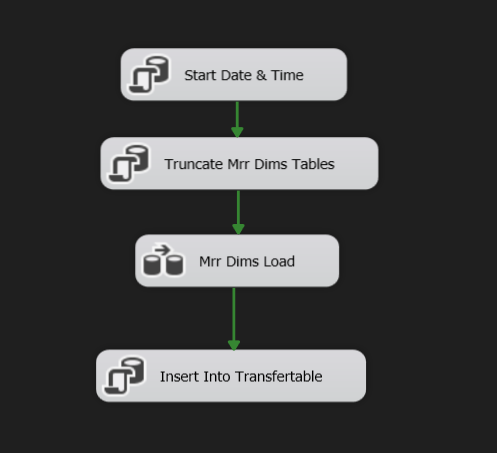 Start Date & Time
Truncate Mrr Dims Tables
Mrr Dims Load
Insert Into Transfertable